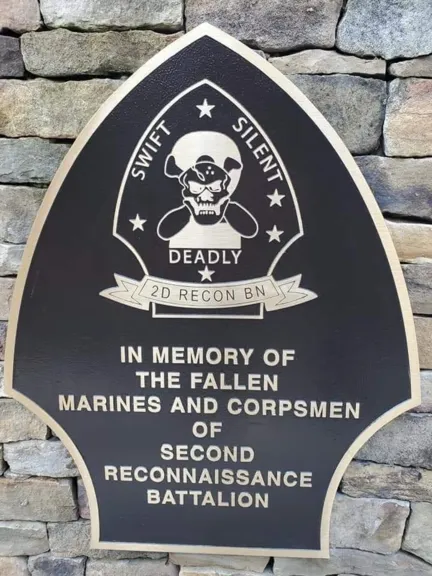 SWIFT
SILENT
DEADLY
2D RECON BN
IN MEMORY OF
THE FALLEN
MARINES AND CORPSMEN
OF
SECOND
RECONNAISSANCE
BATTALION